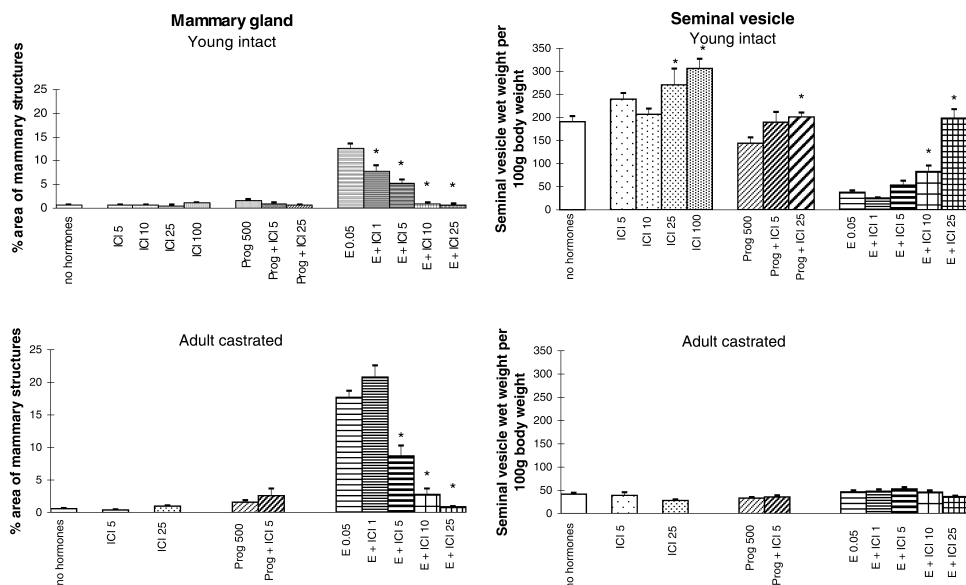 Mammary gland
Young intact
% area of mammary structures
25
20
15
10
5
0
* * * *
no hormones
ICI 5
ICI 10
ICI 25
ICI 100
Prog 500
Prog + ICI 5
Prog + ICI 25
E 0.05
E + ICI 1
E + ICI 5
E + ICI 10
E + ICI 25
Seminal vesicle
Young intact
Seminal vesicle wet weight per
100g body weight
350
300
250
200
150
100
50
0
* * * * *
no hormones
ICI 5
ICI 10
ICI 25
ICI 100
Prog 500
Prog + ICI 5
Prog + ICI 25
E 0.05
E + ICI 1
E + ICI 5
E + ICI 10
E + ICI 25
Adult castrated
% area of mammary structures
25
20
15
10
5
0
* * *
no hormones
ICI 5
ICI 25
Prog 500
Prog + ICI 5
E 0.05
E + ICI 1
E + ICI 5
E + ICI 10
E + ICI 25
Adult castrated
Seminal vesicle wet weight per
100g body weight
350
300
250
200
150
100
50
0
no hormones
ICI 5
ICI 25
Prog 500
Prog + ICI 5
E 0.05
E + ICI 1
E + ICI 5
E + ICI 10
E + ICI 25